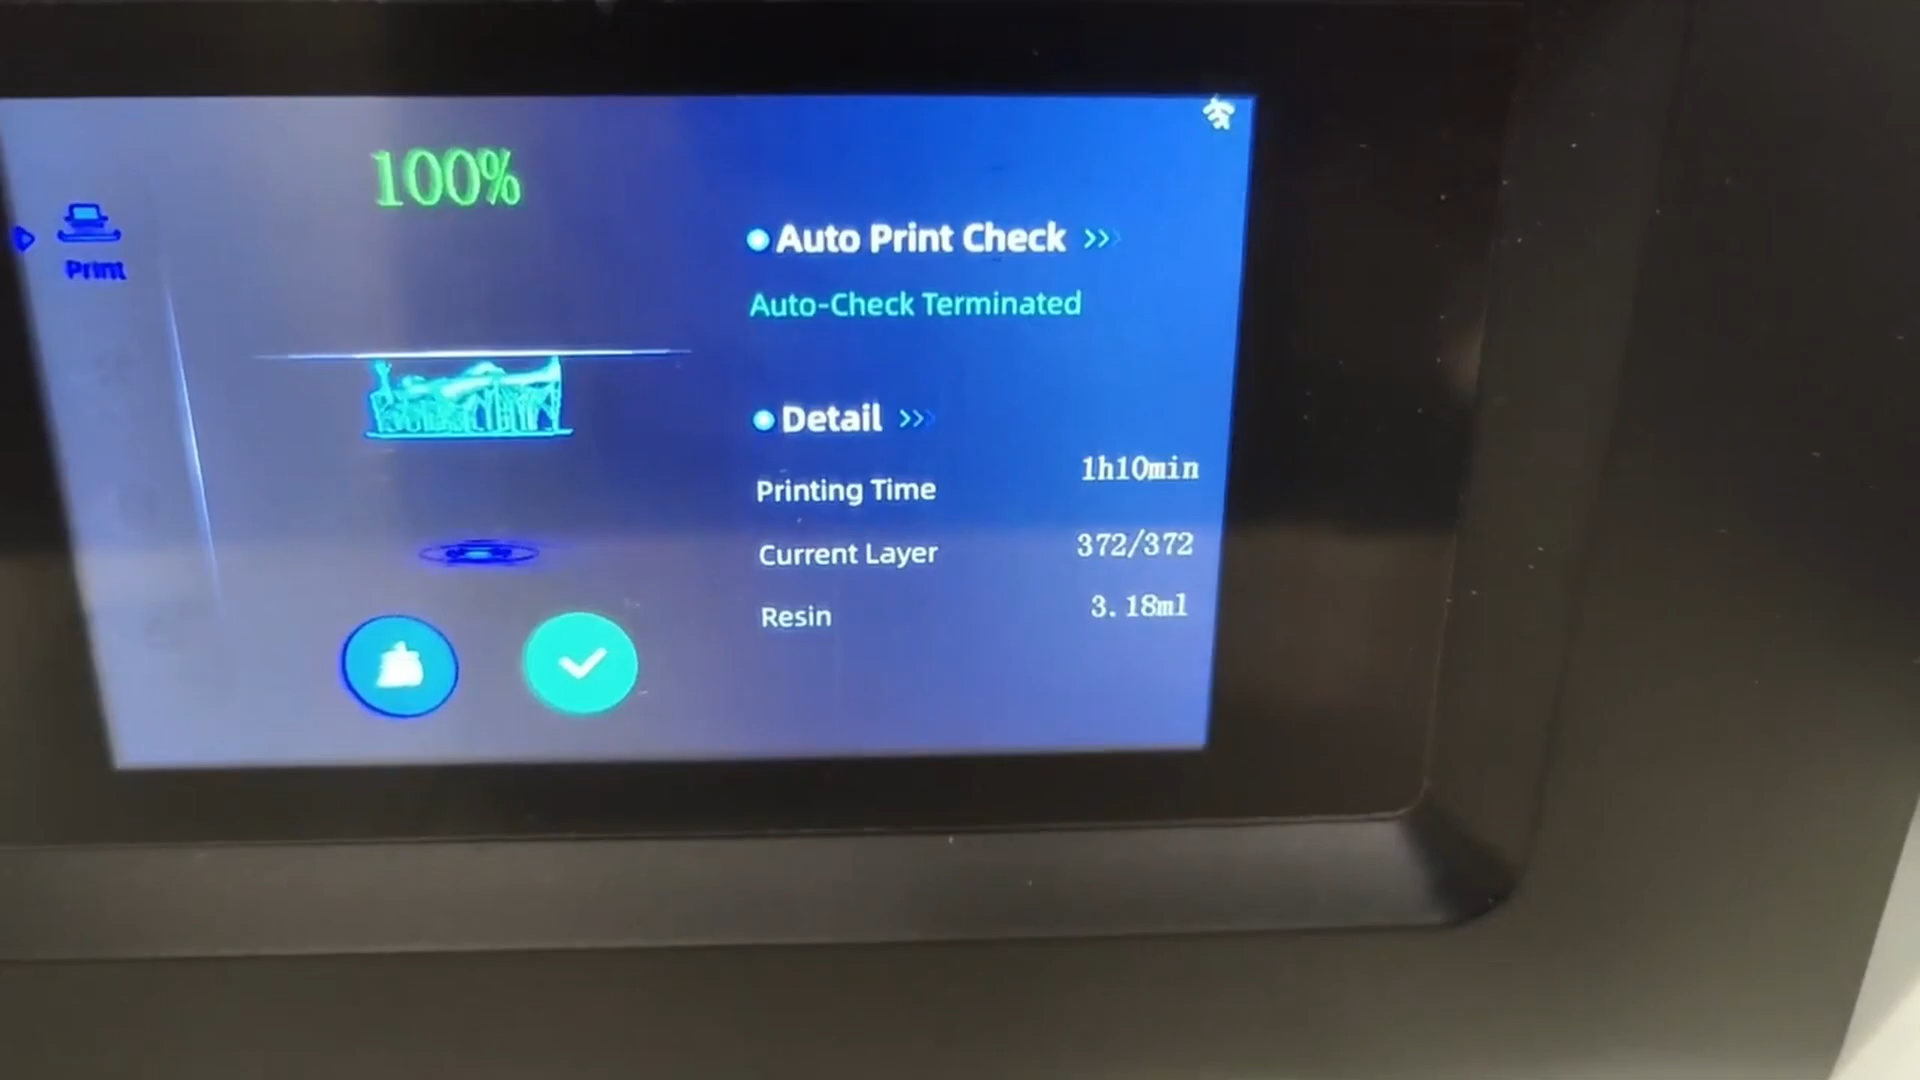 100%
Print
Auto Print Check
Auto-Check Terminated
Detail
Printing Time 1h10min
Current Layer 372/372
Resin 3.18ml